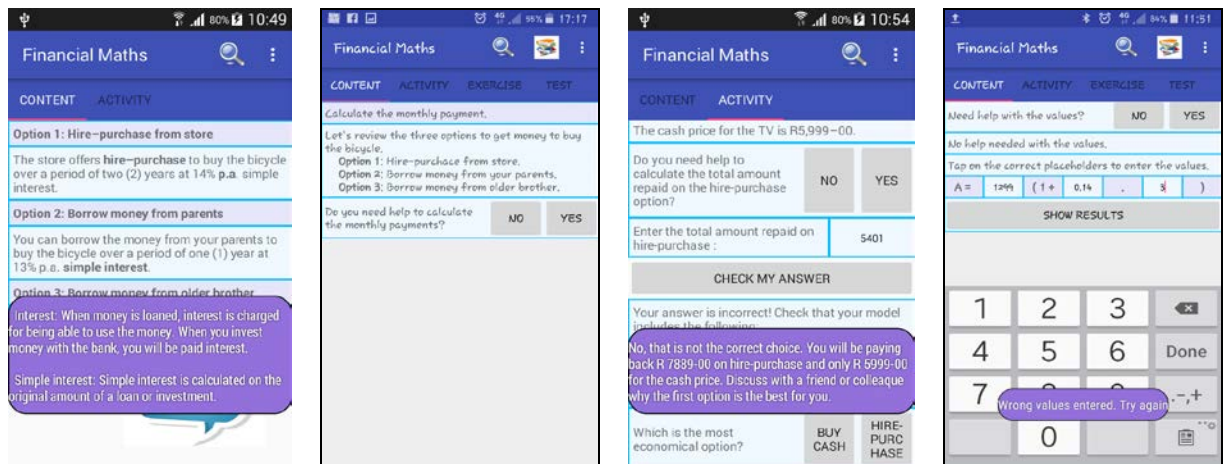 80% 10:49
Financial Maths
CONTENT ACTIVITY
Option 1: Hire-purchase from store
The store offers hire-purchase to buy the bicycle
over a period of two (2) years at 14% p.a. simple
interest.
Option 2: Borrow money from parents
You can borrow the money from your parents to
buy the bicycle over a period of one (1) year at
13% p.a. simple interest.
Option 3: Borrow money from older brother
Interest: When money is loaned, interest is charged
for being able to use the money. When you invest
money with the bank, you will be paid interest.
Simple interest: Simple interest is calculated on the
original amount of a loan or investment.
4G 95% 17:17
Financial Maths
CONTENT ACTIVITY EXERCISE TEST
Calculate the monthly payment.
Let's review the three options to get money to buy
the bicycle.
Option 1: Hire-purchase from store.
Option 2: Borrow money from your parents.
Option 3: Borrow money from older brother.
Do you need help to calculate
the monthly payments?
NO YES
80% 10:54
Financial Maths
CONTENT ACTIVITY
The cash price for the TV is R5,999-00.
Do you need help to
calculate the total amount
repaid on the hire-purchase
option?
NO YES
Enter the total amount repaid on
hire-purchase :
5401
CHECK MY ANSWER
Your answer is incorrect! Check that your model
includes the following:
No, that is not the correct choice. You will be paying
back R 7889-00 on hire-purchase and only R 5999-00
for the cash price. Discuss with a friend or colleague
why the first option is the best for you.
Which is the most
economical option?
BUY
CASH
HIRE-
PURC
HASE
4G 84% 11:51
Financial Maths
CONTENT ACTIVITY EXERCISE TEST
Need help with the values? NO YES
No help needed with the values.
Tap on the correct placeholders to enter the values.
A = 1299 ( 1 + 0.14 . 3 )
SHOW RESULTS
1 2 3
4 5 6 Done
7 .-,+
Wrong values entered. Try again
0